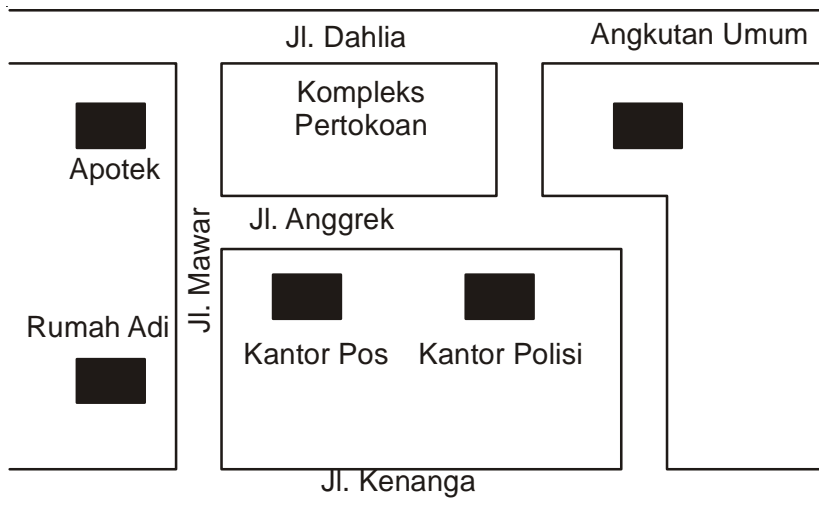 Jl. Dahlia
Angkutan Umum
Kompleks
Pertokoan
Apotek
Jl. Anggrek
Jl. Mawar
Rumah Adi
Kantor Pos
Kantor Polisi
Jl. Kenanga